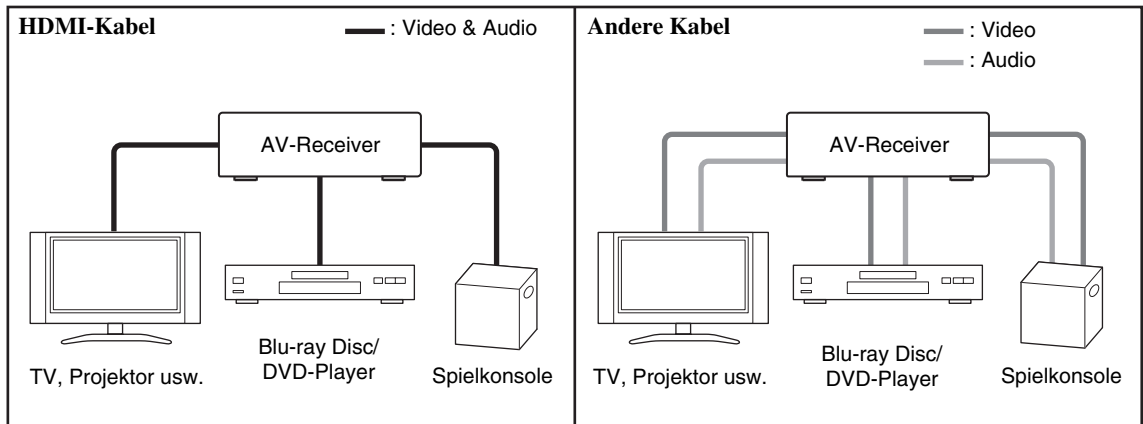 HDMI-Kabel
: Video & Audio
AV-Receiver
TV, Projektor usw.
Blu-ray Disc/
DVD-Player
Spielkonsole
Andere Kabel
: Video
: Audio
AV-Receiver
TV, Projektor usw.
Blu-ray Disc/
DVD-Player
Spielkonsole